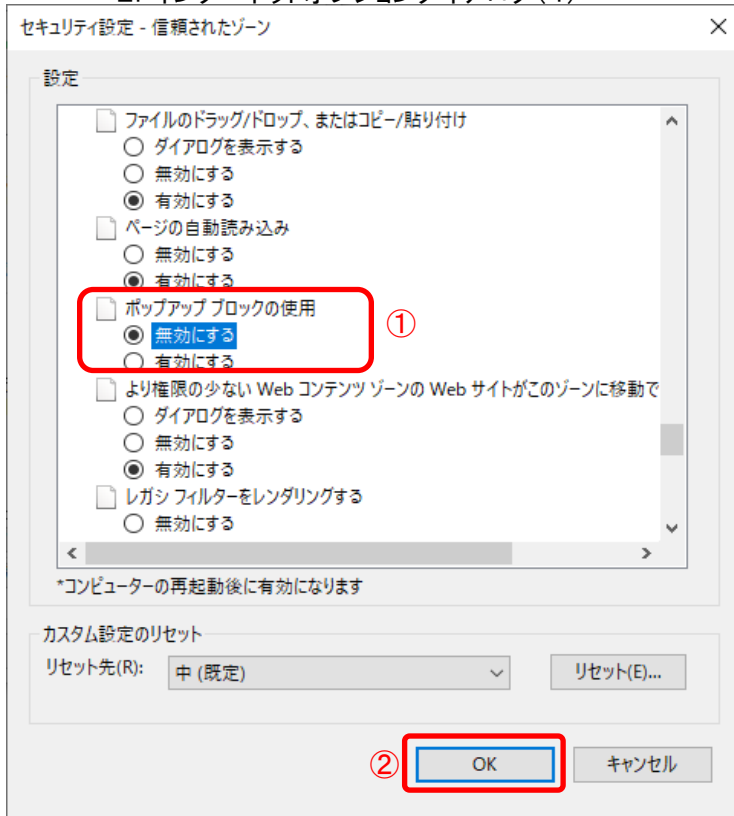 セキュリティ設定 - 信頼されたゾーン
設定
ファイルのドラッグ/ドロップ、またはコピー/貼り付け
ダイアログを表示する
無効にする
有効にする
ページの自動読み込み
無効にする
有効にする
ポップアップ ブロックの使用
①
無効にする
有効にする
より権限の少ない Web コンテンツ ゾーンの Web サイトがこのゾーンに移動で
ダイアログを表示する
無効にする
有効にする
レガシ フィルターをレンダリングする
無効にする
*コンピューターの再起動後に有効になります
カスタム設定のリセット
リセット先(R): 中 (既定) リセット(E)...
② OK キャンセル